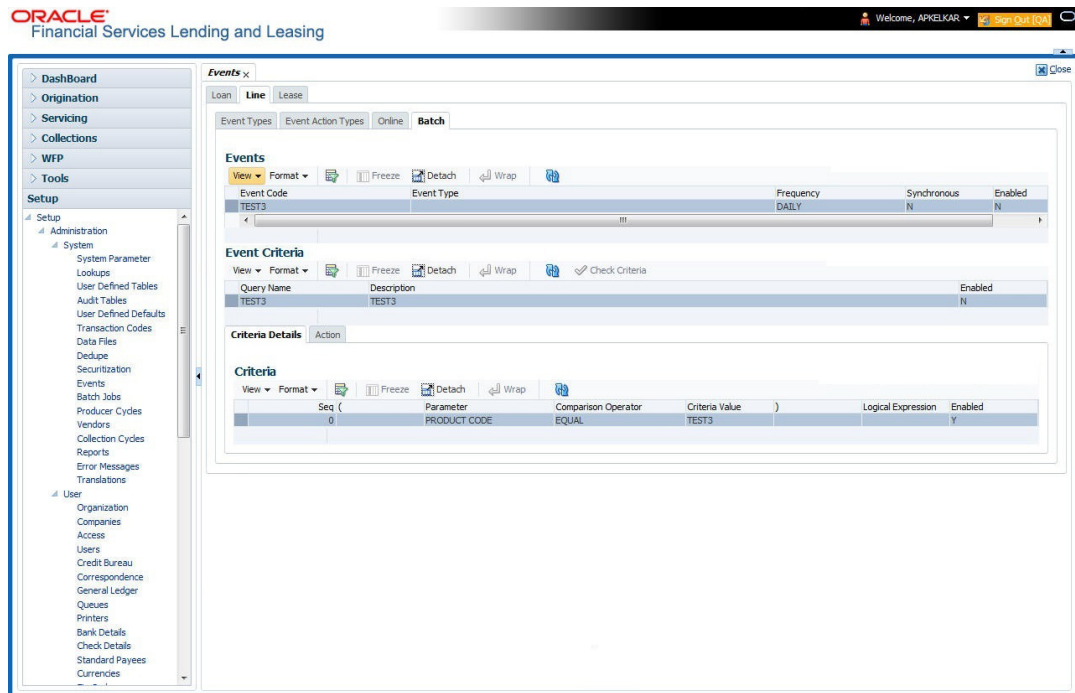 ORACLE
Financial Services Lending and Leasing
Welcome, APKELKAR
Sign Out [QA]
DashBoard
Origination
Servicing
Collections
WFP
Tools
Setup
Setup
Administration
System
System Parameter
Lookups
User Defined Tables
Audit Tables
User Defined Defaults
Transaction Codes
Data Files
Dedupe
Securitization
Events
Batch Jobs
Producer Cycles
Vendors
Collection Cycles
Reports
Error Messages
Translations
User
Organization
Companies
Access
Users
Credit Bureau
Correspondence
General Ledger
Queues
Printers
Bank Details
Check Details
Standard Payees
Currencies
Events
Close
Loan Line Lease
Event Types Event Action Types Online Batch
Events
View Format Freeze Detach Wrap
Event Code Event Type Frequency Synchronous Enabled
TEST3 DAILY N N
Event Criteria
View Format Freeze Detach Wrap Check Criteria
Query Name Description Enabled
TEST3 TEST3 N
Criteria Details Action
Criteria
View Format Freeze Detach Wrap
Seq ( Parameter Comparison Operator Criteria Value ) Logical Expression Enabled
0 PRODUCT CODE EQUAL TEST3 Y